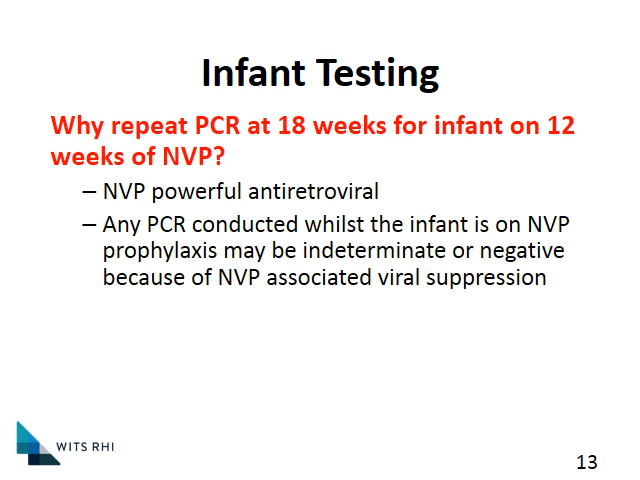 Infant Testing
Why repeat PCR at 18 weeks for infant on 12
weeks of NVP?
– NVP powerful antiretroviral
– Any PCR conducted whilst the infant is on NVP
prophylaxis may be indeterminate or negative
because of NVP associated viral suppression
WITS RHI
13